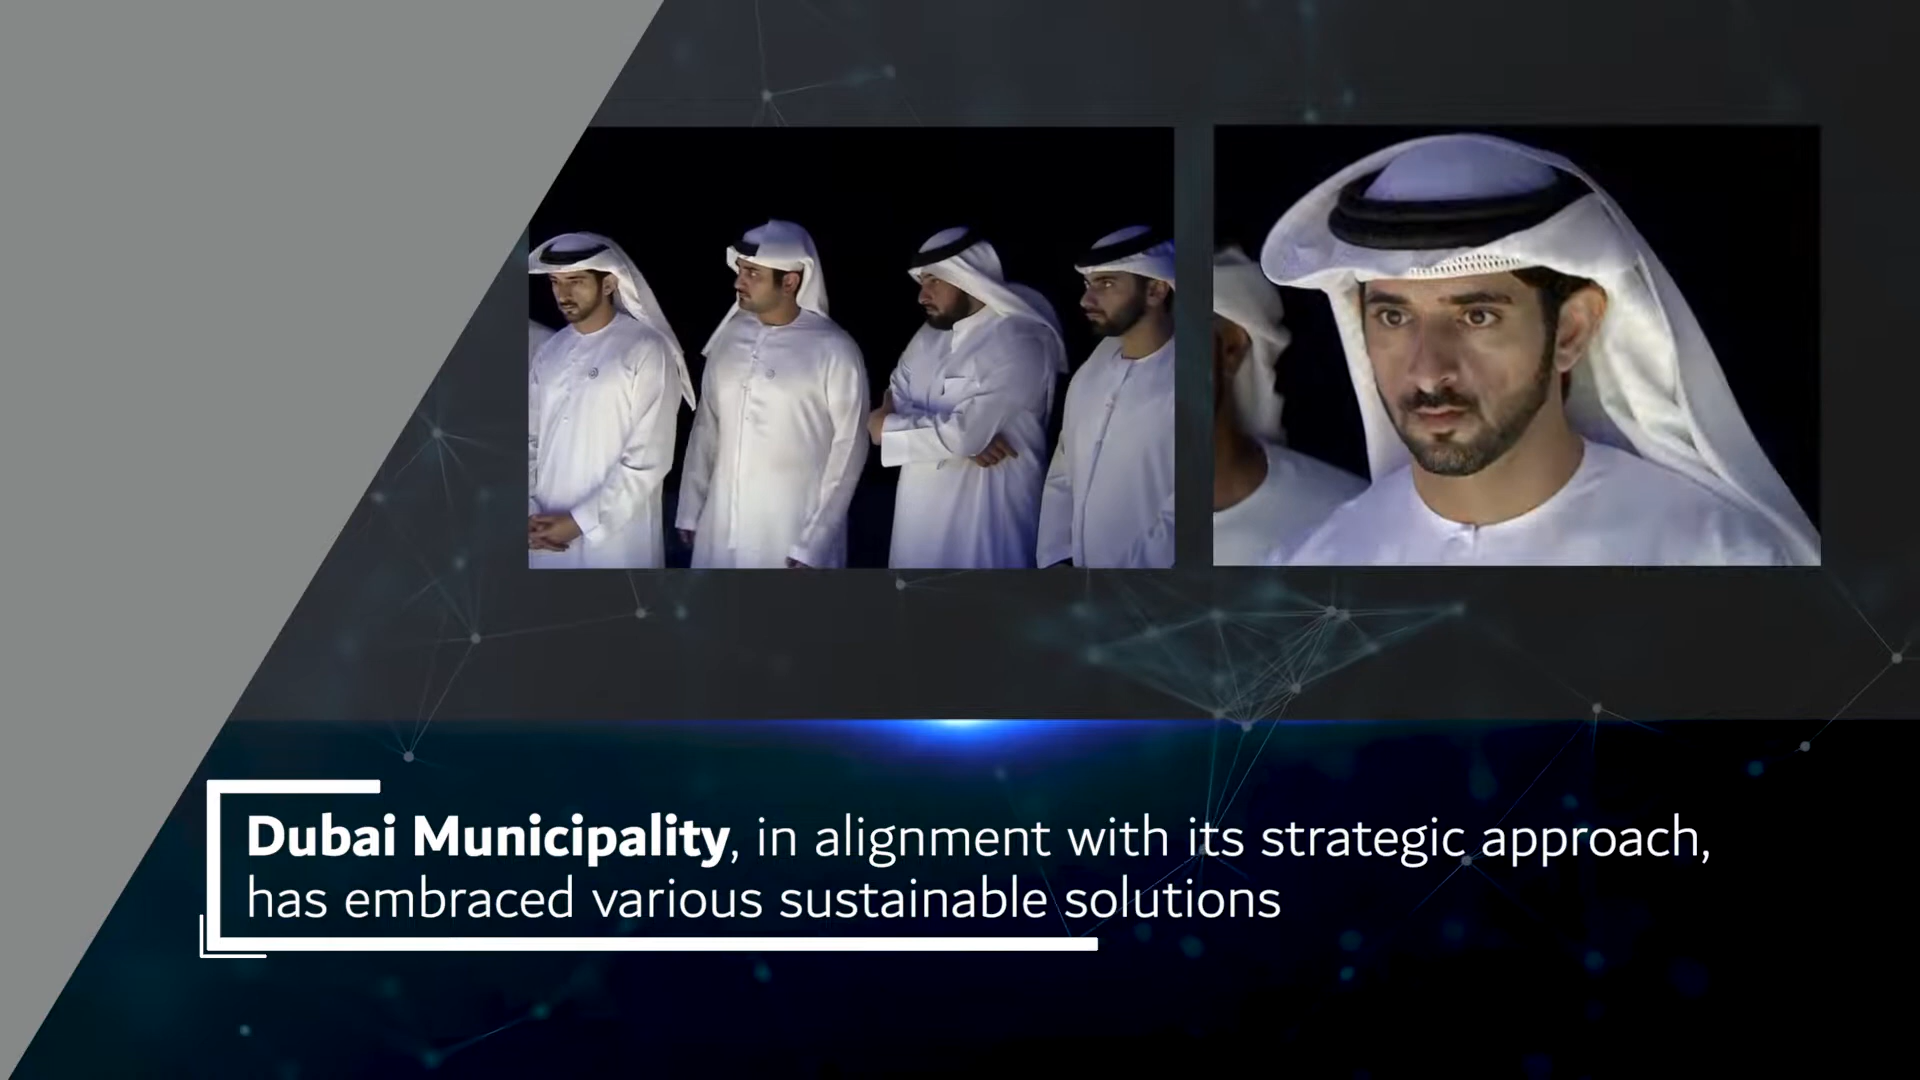 Dubai Municipality, in alignment with its strategic approach,
has embraced various sustainable solutions